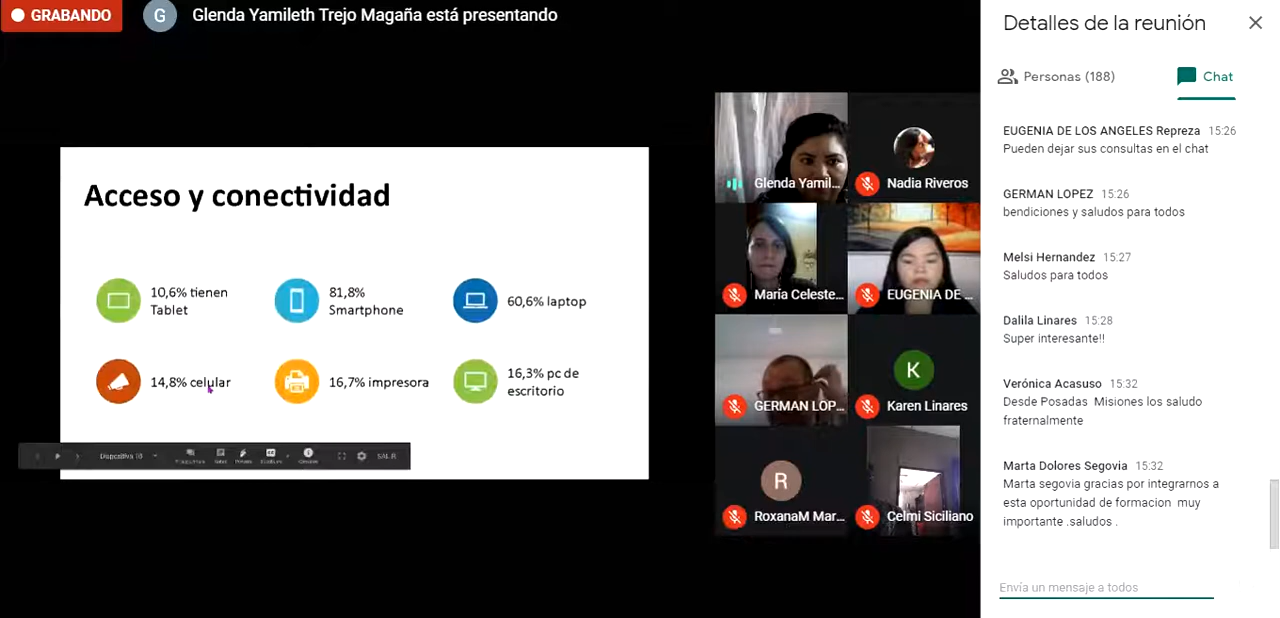 GRABANDO
G
Glenda Yamileth Trejo Magaña está presentando
Acceso y conectividad
10,6% tienen
Tablet
81,8%
Smartphone
60,6% laptop
14,8% celular
16,7% impresora
16,3% pc de
escritorio
Diapositiva 10
Glenda Yamil...
Nadia Riveros
María Celeste...
EUGENIA DE ...
GERMAN LOP...
K
Karen Linares
R
RoxanaM Mar...
Celmi Siciliano
Detalles de la reunión
Personas (188)
Chat
EUGENIA DE LOS ANGELES Repreza 15:26
Pueden dejar sus consultas en el chat
GERMAN LOPEZ 15:26
bendiciones y saludos para todos
Melsi Hernandez 15:27
Saludos para todos
Dalila Linares 15:28
Super interesante!!
Verónica Acasuso 15:32
Desde Posadas Misiones los saludo
fraternalmente
Marta Dolores Segovia 15:32
Marta segovia gracias por integrarnos a
esta oportunidad de formacion muy
importante .saludos .
Envía un mensaje a todos